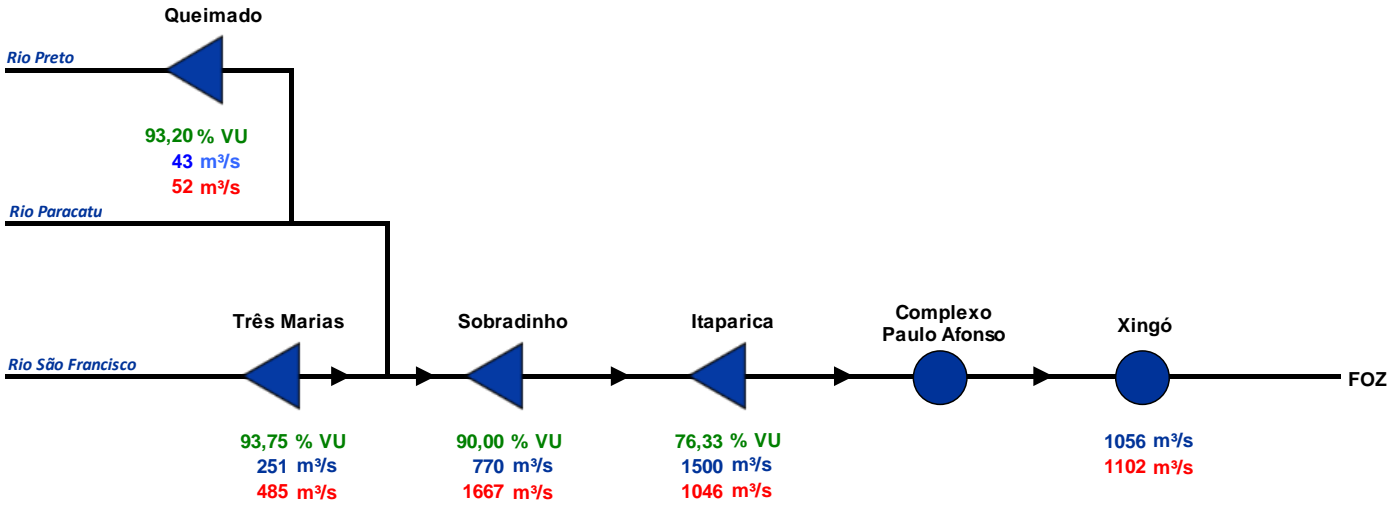 Queimado
Rio Preto
93,20 % VU
43 m³/s
52 m³/s
Rio Paracatu
Três Marias
Sobradinho
Itaparica
Complexo
Paulo Afonso
Xingó
Rio São Francisco
FOZ
93,75 % VU
251 m³/s
485 m³/s
90,00 % VU
770 m³/s
1667 m³/s
76,33 % VU
1500 m³/s
1046 m³/s
1056 m³/s
1102 m³/s